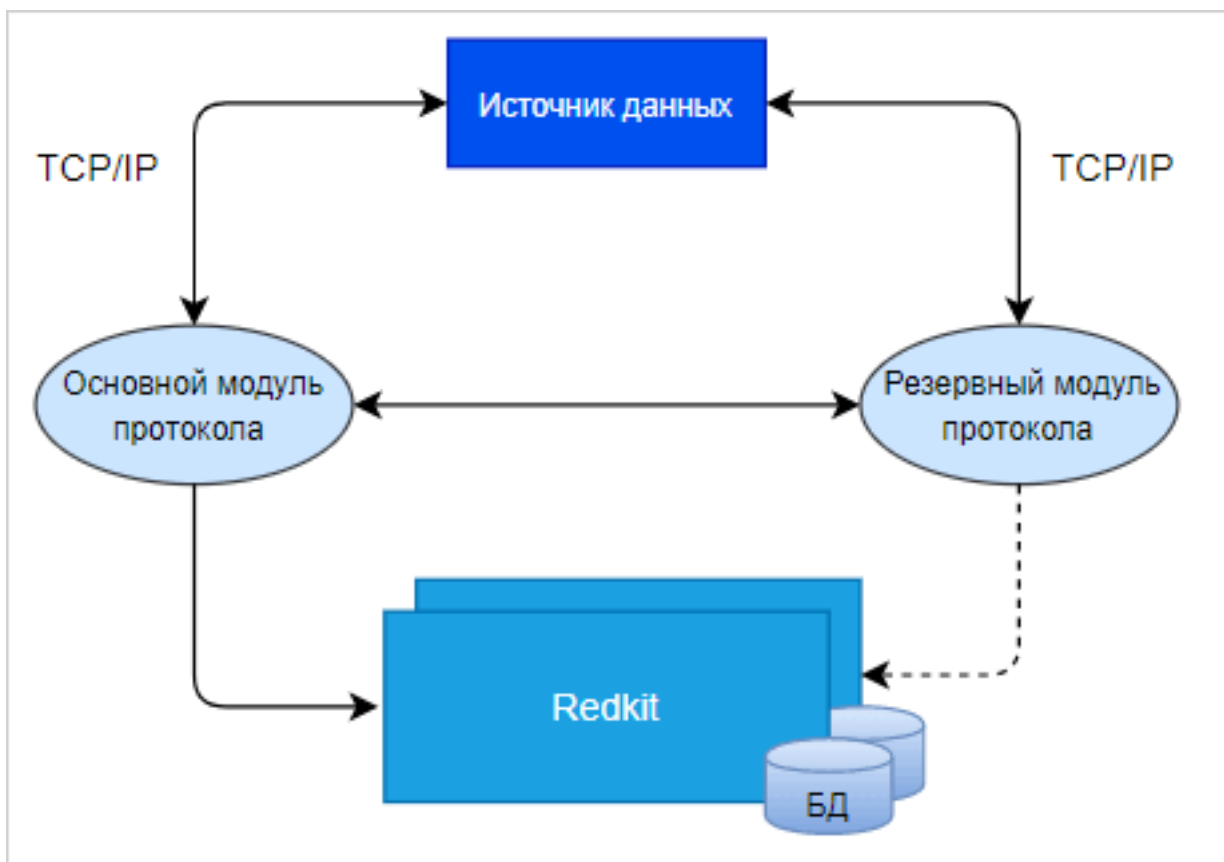 Источник данных
TCP/IP
TCP/IP
Основной модуль
протокола
Резервный модуль
протокола
Redkit
БД